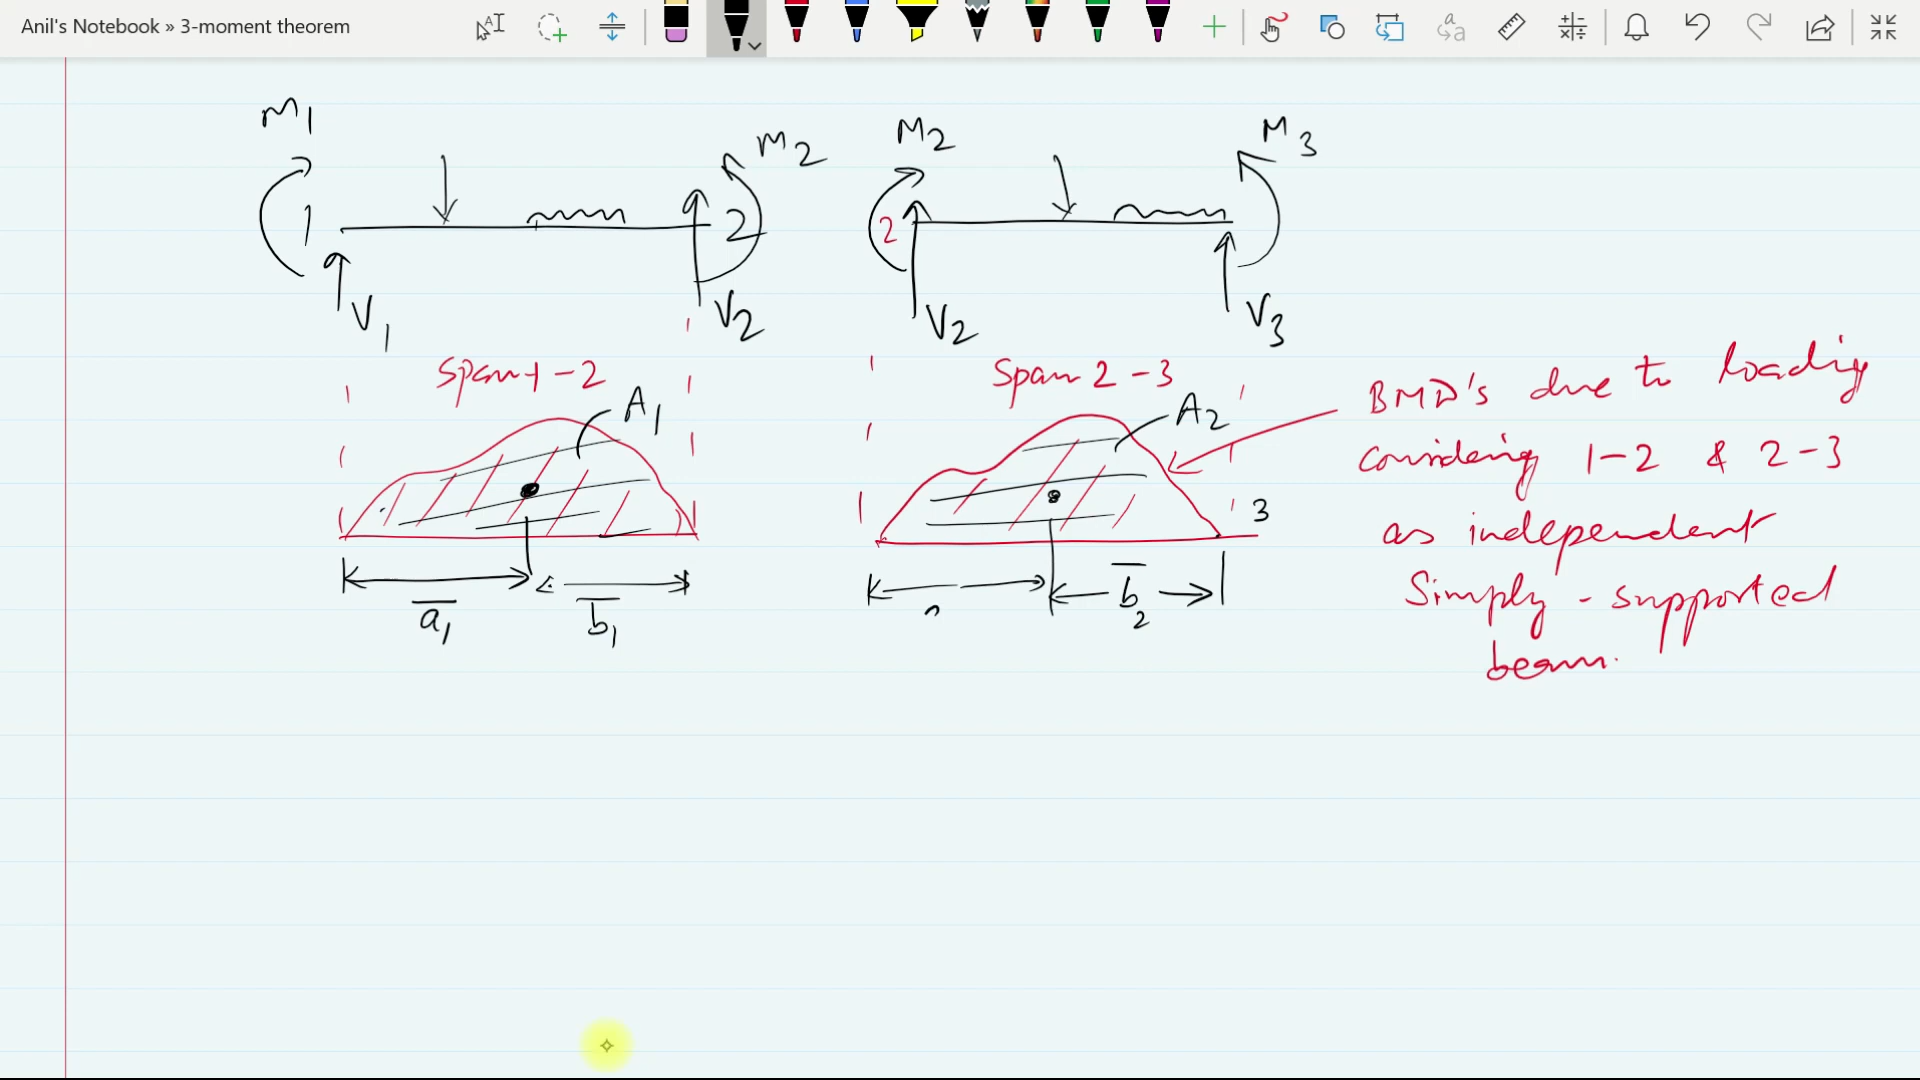 Anil's Notebook » 3-moment theorem
M1
M2
M2
M3
1
2
2
V1
V2
V2
V3
Span 1-2
Span 2-3
A1
A2
3
a1
b1
b2
BMD's due to loading
considering 1-2 & 2-3
as independent
Simply-supported
beam.